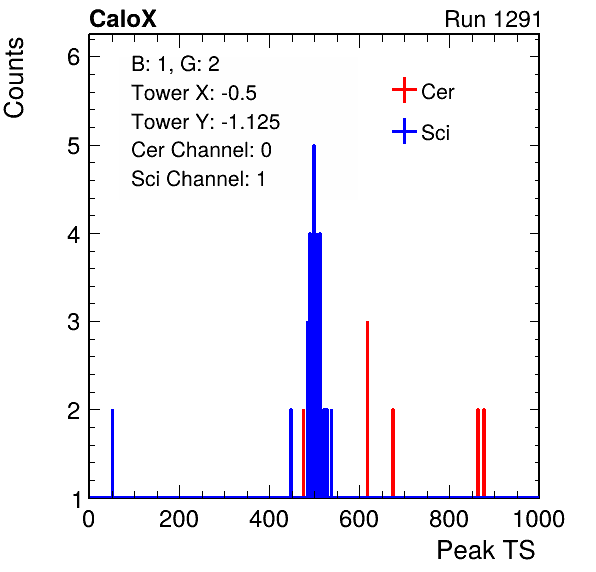 CaloX Run 1291
Counts
B: 1, G: 2
Tower X: -0.5
Tower Y: -1.125
Cer Channel: 0
Sci Channel: 1
Cer
Sci
6
5
4
3
2
1
0 200 400 600 800 1000
Peak TS